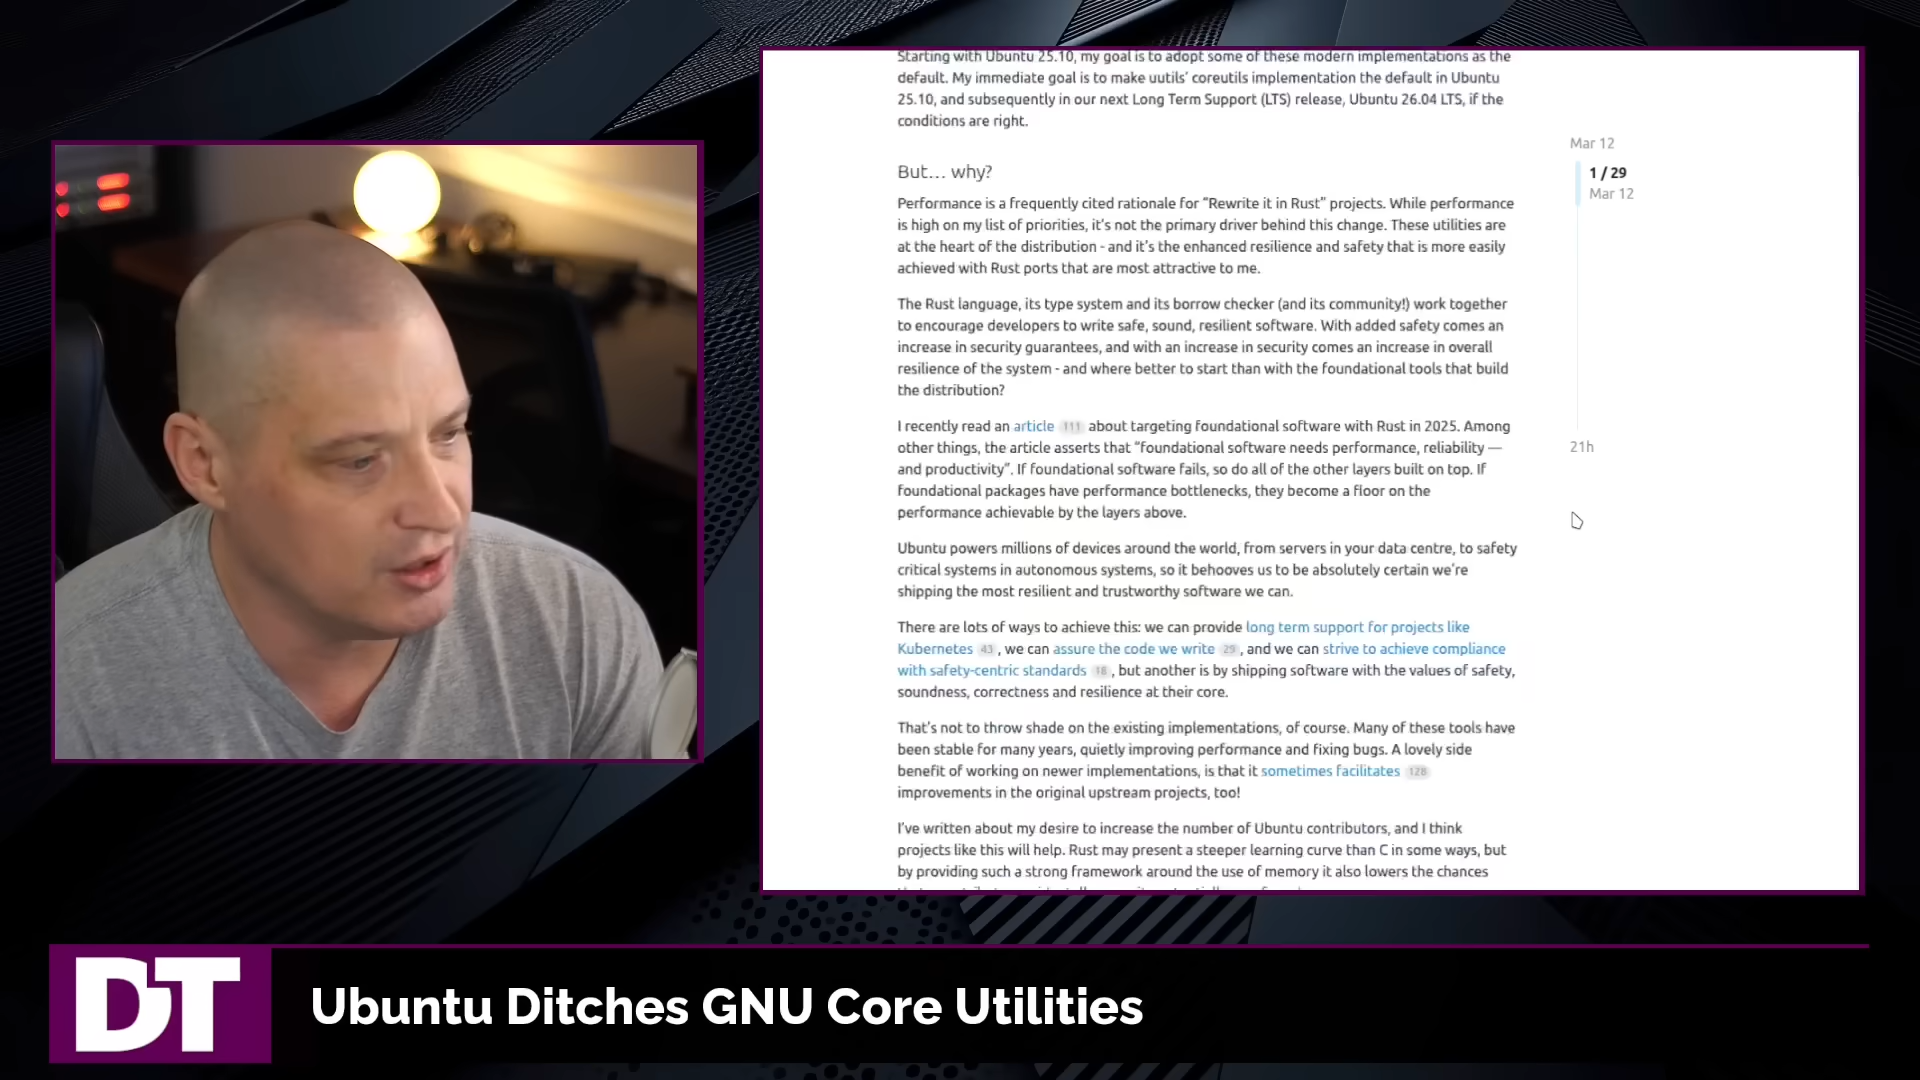 Starting with Ubuntu 25.10, my goal is to adopt some of these modern implementations as the
default. My immediate goal is to make uutils' coreutils implementation the default in Ubuntu
25.10, and subsequently in our next Long Term Support (LTS) release, Ubuntu 26.04 LTS, if the
conditions are right.
But... why?
Performance is a frequently cited rationale for "Rewrite it in Rust" projects. While performance
is high on my list of priorities, it's not the primary driver behind this change. These utilities are
at the heart of the distribution - and it's the enhanced resilience and safety that is more easily
achieved with Rust ports that are most attractive to me.
The Rust language, its type system and its borrow checker (and its community!) work together
to encourage developers to write safe, sound, resilient software. With added safety comes an
increase in security guarantees, and with an increase in security comes an increase in overall
resilience of the system - and where better to start than with the foundational tools that build
the distribution?
I recently read an article 111 about targeting foundational software with Rust in 2025. Among
other things, the article asserts that "foundational software needs performance, reliability —
and productivity". If foundational software fails, so do all of the other layers built on top. If
foundational packages have performance bottlenecks, they become a floor on the
performance achievable by the layers above.
Ubuntu powers millions of devices around the world, from servers in your data centre, to safety
critical systems in autonomous systems, so it behooves us to be absolutely certain we're
shipping the most resilient and trustworthy software we can.
There are lots of ways to achieve this: we can provide long term support for projects like
Kubernetes 43, we can assure the code we write 29, and we can strive to achieve compliance
with safety-centric standards 18, but another is by shipping software with the values of safety,
soundness, correctness and resilience at their core.
That's not to throw shade on the existing implementations, of course. Many of these tools have
been stable for many years, quietly improving performance and fixing bugs. A lovely side
benefit of working on newer implementations, is that it sometimes facilitates 128
improvements in the original upstream projects, too!
I've written about my desire to increase the number of Ubuntu contributors, and I think
projects like this will help. Rust may present a steeper learning curve than C in some ways, but
by providing such a strong framework around the use of memory it also lowers the chances
Mar 12
1 / 29
Mar 12
21h
DT
Ubuntu Ditches GNU Core Utilities